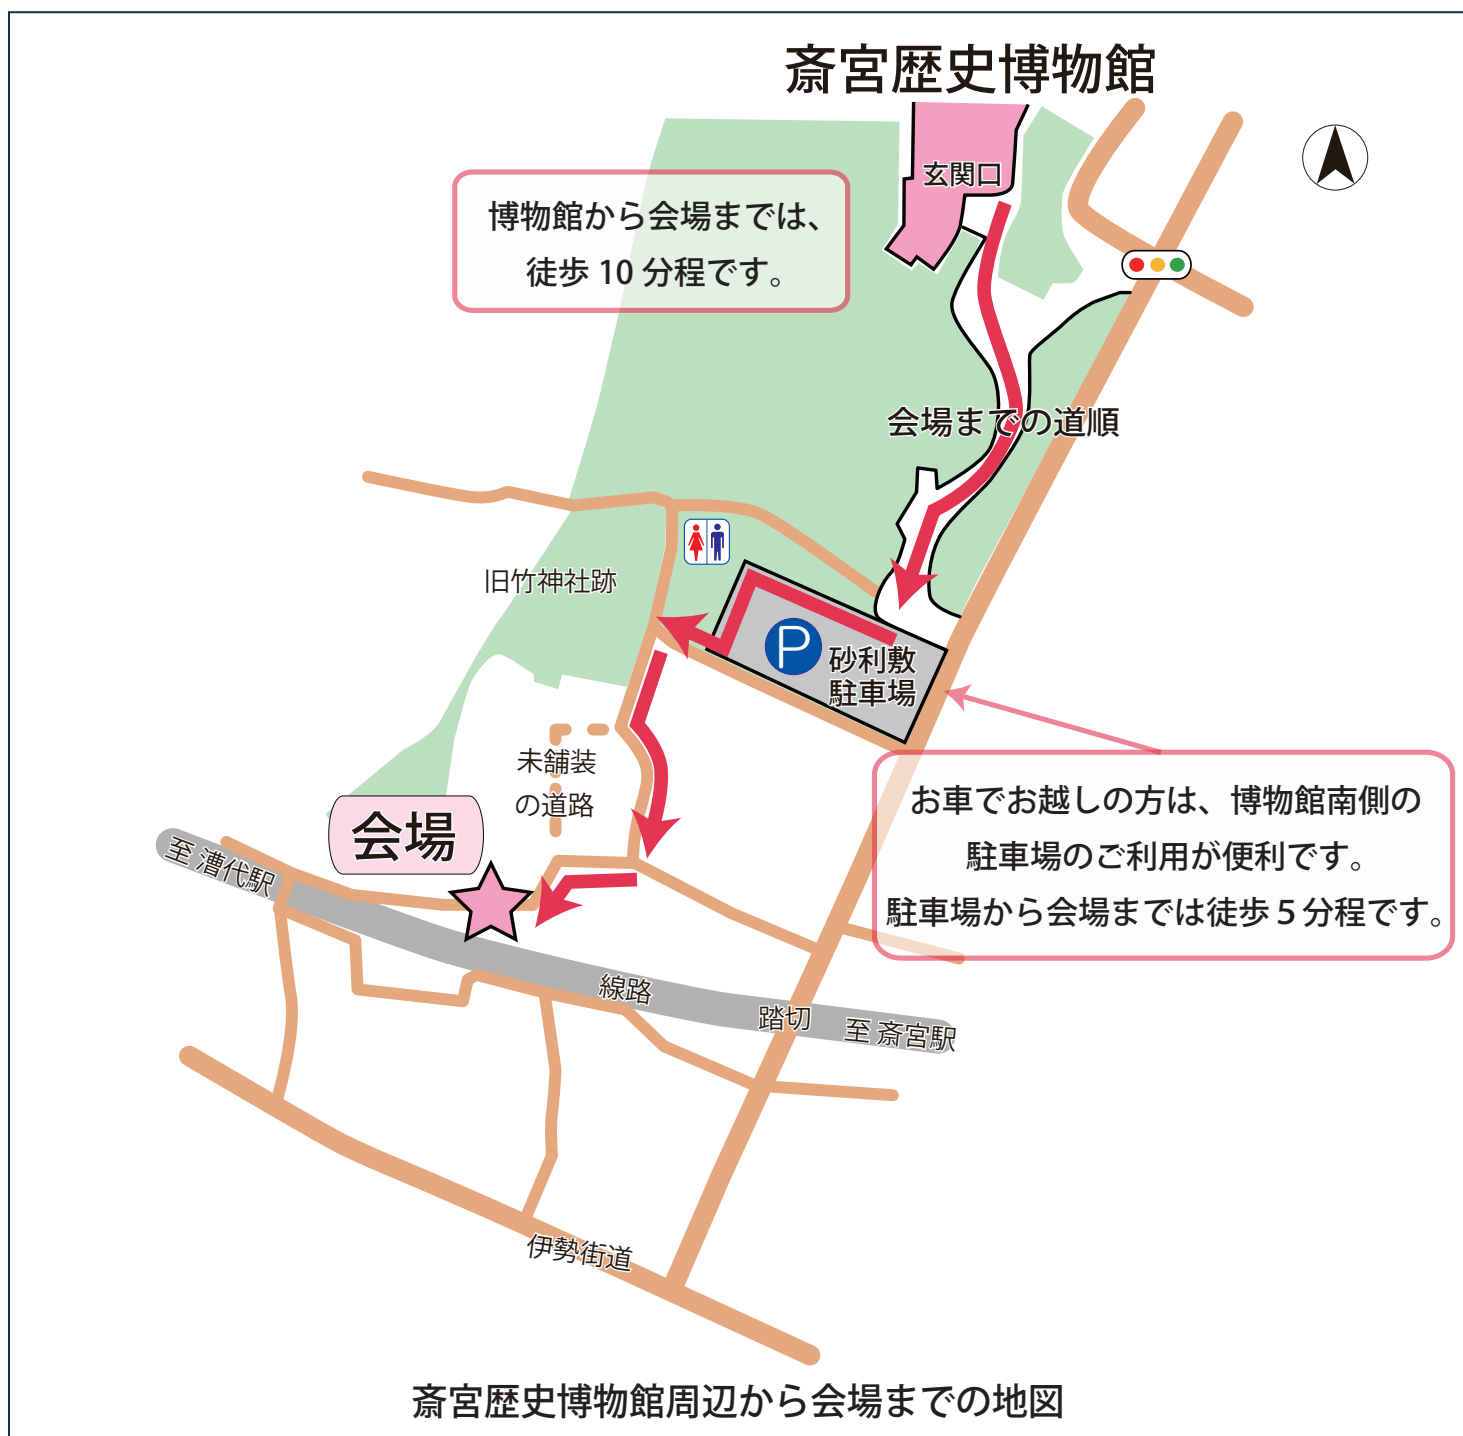 斎宮歴史博物館
玄関口
博物館から会場までは、
徒歩 10 分程です。
会場までの道順
旧竹神社跡
P
砂利敷
駐車場
未舗装
の道路
お車でお越しの方は、博物館南側の
駐車場のご利用が便利です。
駐車場から会場までは徒歩 5 分程です。
会場
至 漕代駅
線路
踏切
至 斎宮駅
伊勢街道
斎宮歴史博物館周辺から会場までの地図